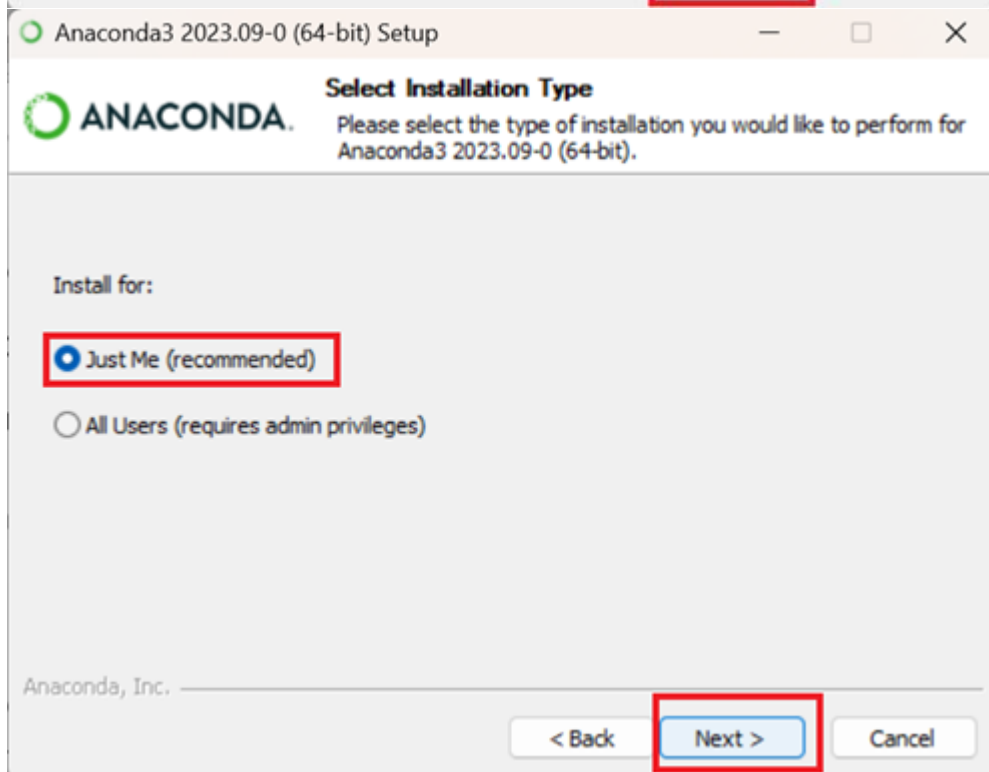 Anaconda3 2023.09-0 (64-bit) Setup
ANACONDA.
Select Installation Type
Please select the type of installation you would like to perform for
Anaconda3 2023.09-0 (64-bit).
Install for:
Just Me (recommended)
All Users (requires admin privileges)
Anaconda, Inc.
< Back Next > Cancel